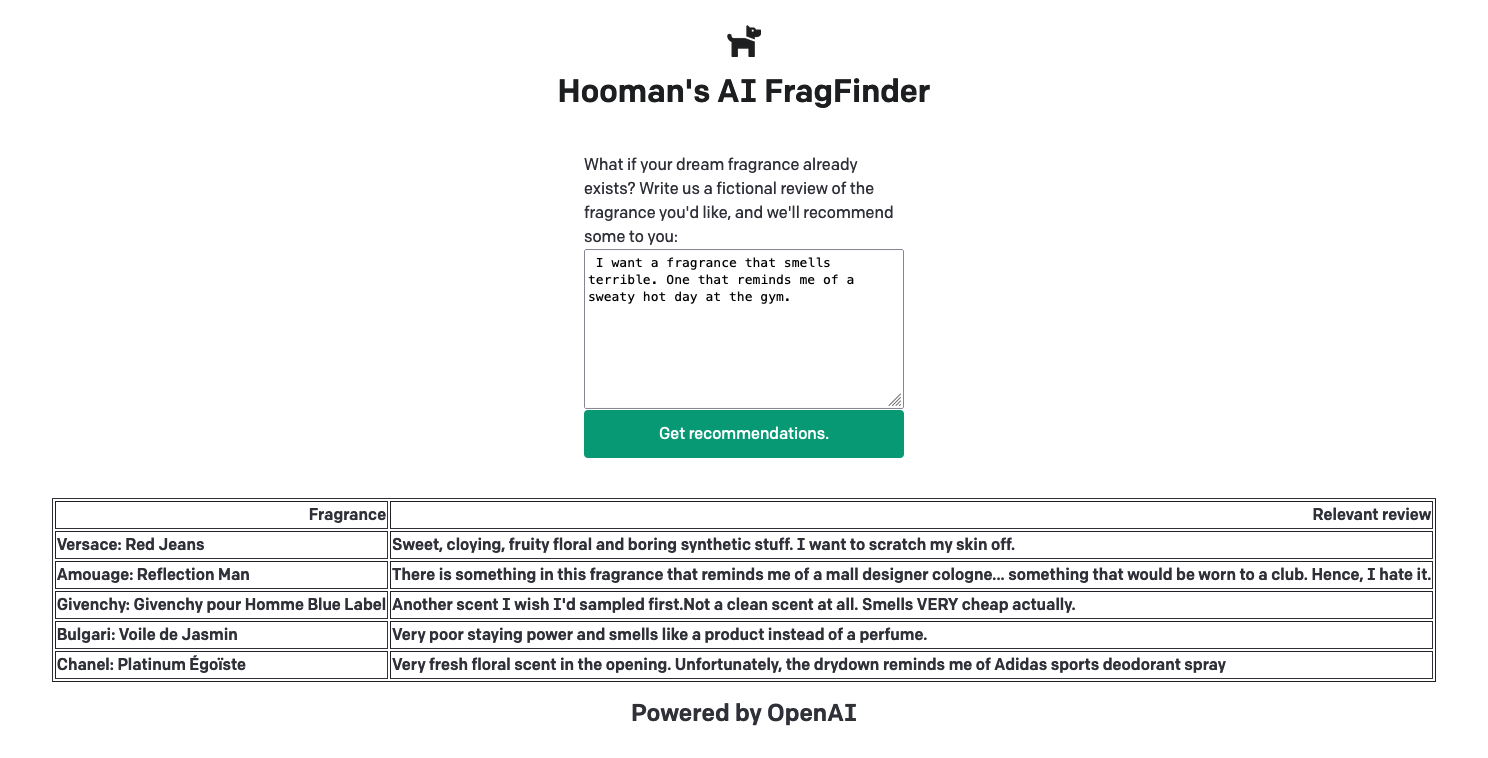 Hooman's AI FragFinder
What if your dream fragrance already
exists? Write us a fictional review of the
fragrance you'd like, and we'll recommend
some to you:
I want a fragrance that smells
terrible. One that reminds me of a
sweaty hot day at the gym.
Get recommendations.
Fragrance Relevant review
Versace: Red Jeans Sweet, cloying, fruity floral and boring synthetic stuff. I want to scratch my skin off.
Amouage: Reflection Man There is something in this fragrance that reminds me of a mall designer cologne... something that would be worn to a club. Hence, I hate it.
Givenchy: Givenchy pour Homme Blue Label Another scent I wish I'd sampled first.Not a clean scent at all. Smells VERY cheap actually.
Bulgari: Voile de Jasmin Very poor staying power and smells like a product instead of a perfume.
Chanel: Platinum Égoïste Very fresh floral scent in the opening. Unfortunately, the drydown reminds me of Adidas sports deodorant spray
Powered by OpenAI